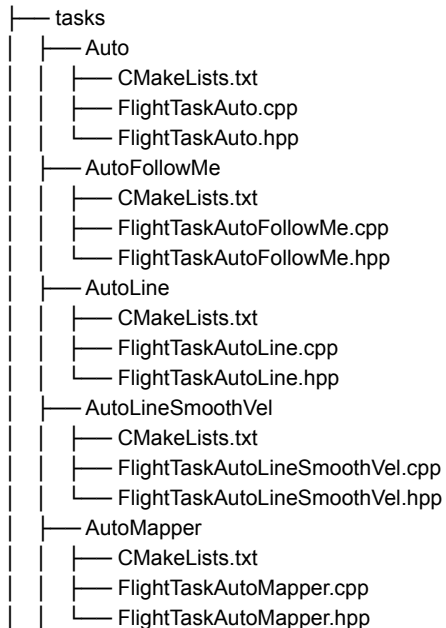 ├── tasks
│   ├── Auto
│   │   ├── CMakeLists.txt
│   │   ├── FlightTaskAuto.cpp
│   │   └── FlightTaskAuto.hpp
│   ├── AutoFollowMe
│   │   ├── CMakeLists.txt
│   │   ├── FlightTaskAutoFollowMe.cpp
│   │   └── FlightTaskAutoFollowMe.hpp
│   ├── AutoLine
│   │   ├── CMakeLists.txt
│   │   ├── FlightTaskAutoLine.cpp
│   │   └── FlightTaskAutoLine.hpp
│   ├── AutoLineSmoothVel
│   │   ├── CMakeLists.txt
│   │   ├── FlightTaskAutoLineSmoothVel.cpp
│   │   └── FlightTaskAutoLineSmoothVel.hpp
│   ├── AutoMapper
│   │   ├── CMakeLists.txt
│   │   ├── FlightTaskAutoMapper.cpp
│   │   └── FlightTaskAutoMapper.hpp